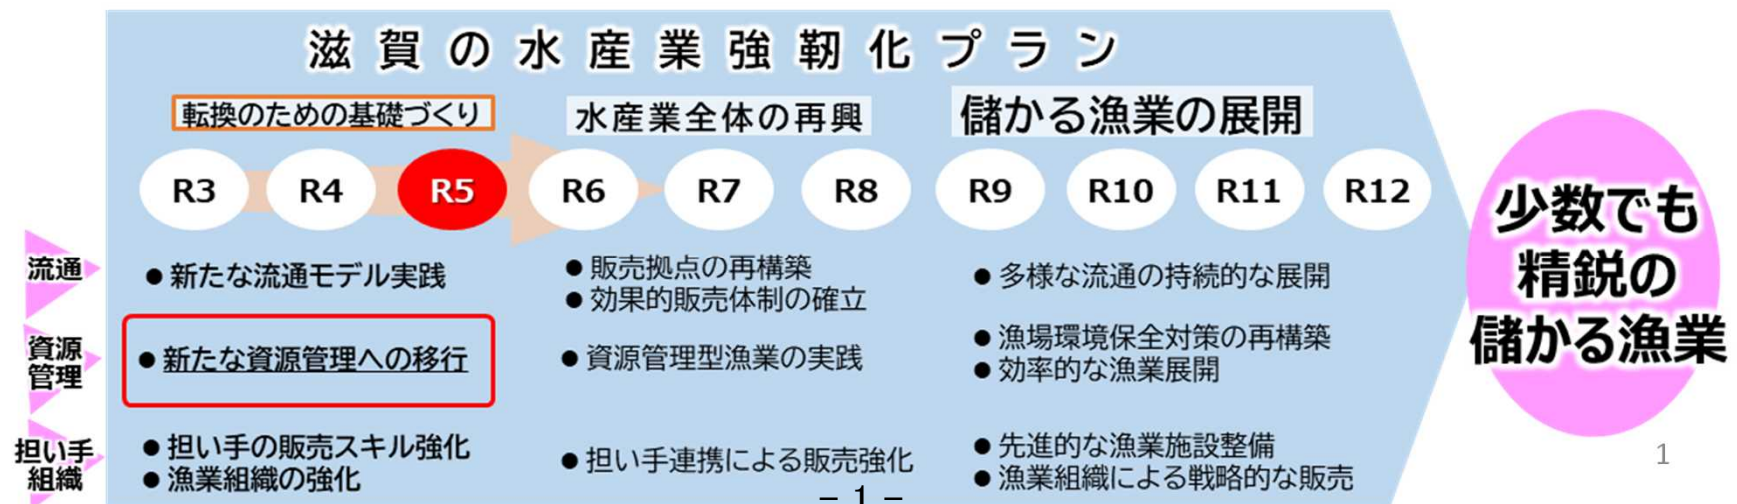 滋賀の水産業強靭化プラン
転換のための基礎づくり
水産業全体の再興
儲かる漁業の展開
R3 R4 R5 R6 R7 R8 R9 R10 R11 R12
少数でも
精鋭の
儲かる漁業
流通
●新たな流通モデル実践
●販売拠点の再構築
●効果的販売体制の確立
●多様な流通の持続的な展開
資源
管理
●新たな資源管理への移行
●資源管理型漁業の実践
●漁場環境保全対策の再構築
●効率的な漁業展開
担い手
組織
●担い手の販売スキル強化
●漁業組織の強化
●担い手連携による販売強化
●先進的な漁業施設整備
●漁業組織による戦略的な販売
1
－1－